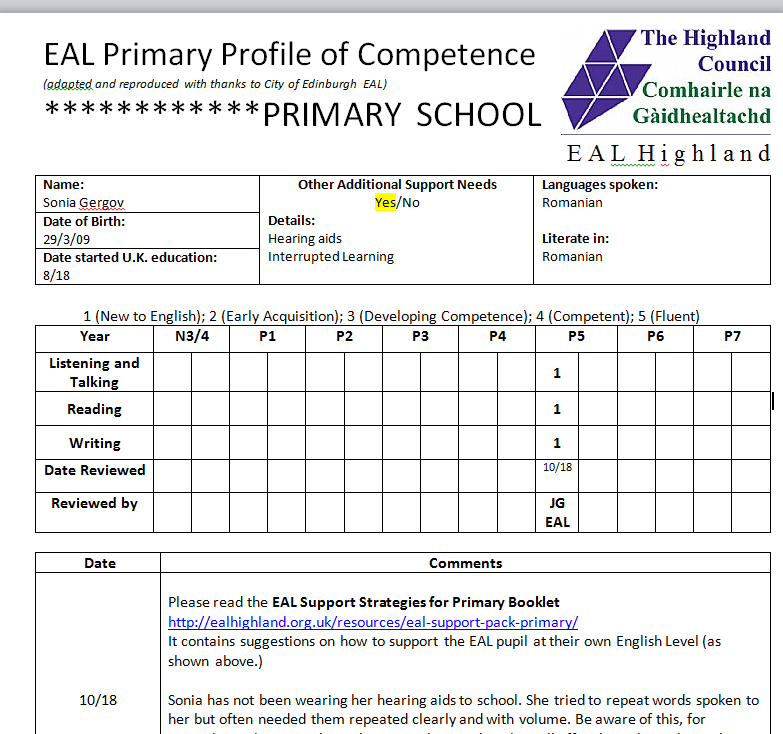 EAL Primary Profile of Competence
(adapted and reproduced with thanks to City of Edinburgh EAL)
************PRIMARY SCHOOL
The Highland
Council
Comhairle na
Gàidhealtachd
EAL Highland
Name:
Sonia Gergov
Date of Birth:
29/3/09
Date started U.K. education:
8/18
Other Additional Support Needs
Yes/No
Details:
Hearing aids
Interrupted Learning
Languages spoken:
Romanian
Literate in:
Romanian
1 (New to English); 2 (Early Acquisition); 3 (Developing Competence); 4 (Competent); 5 (Fluent)
Year N3/4 P1 P2 P3 P4 P5 P6 P7
Listening and
Talking 1
Reading 1
Writing 1
Date Reviewed 10/18
Reviewed by JG
EAL
Date Comments
Please read the EAL Support Strategies for Primary Booklet
http://ealhighland.org.uk/resources/eal-support-pack-primary/
It contains suggestions on how to support the EAL pupil at their own English Level (as
shown above.)
10/18 Sonia has not been wearing her hearing aids to school. She tried to repeat words spoken to
her but often needed them repeated clearly and with volume. Be aware of this, for